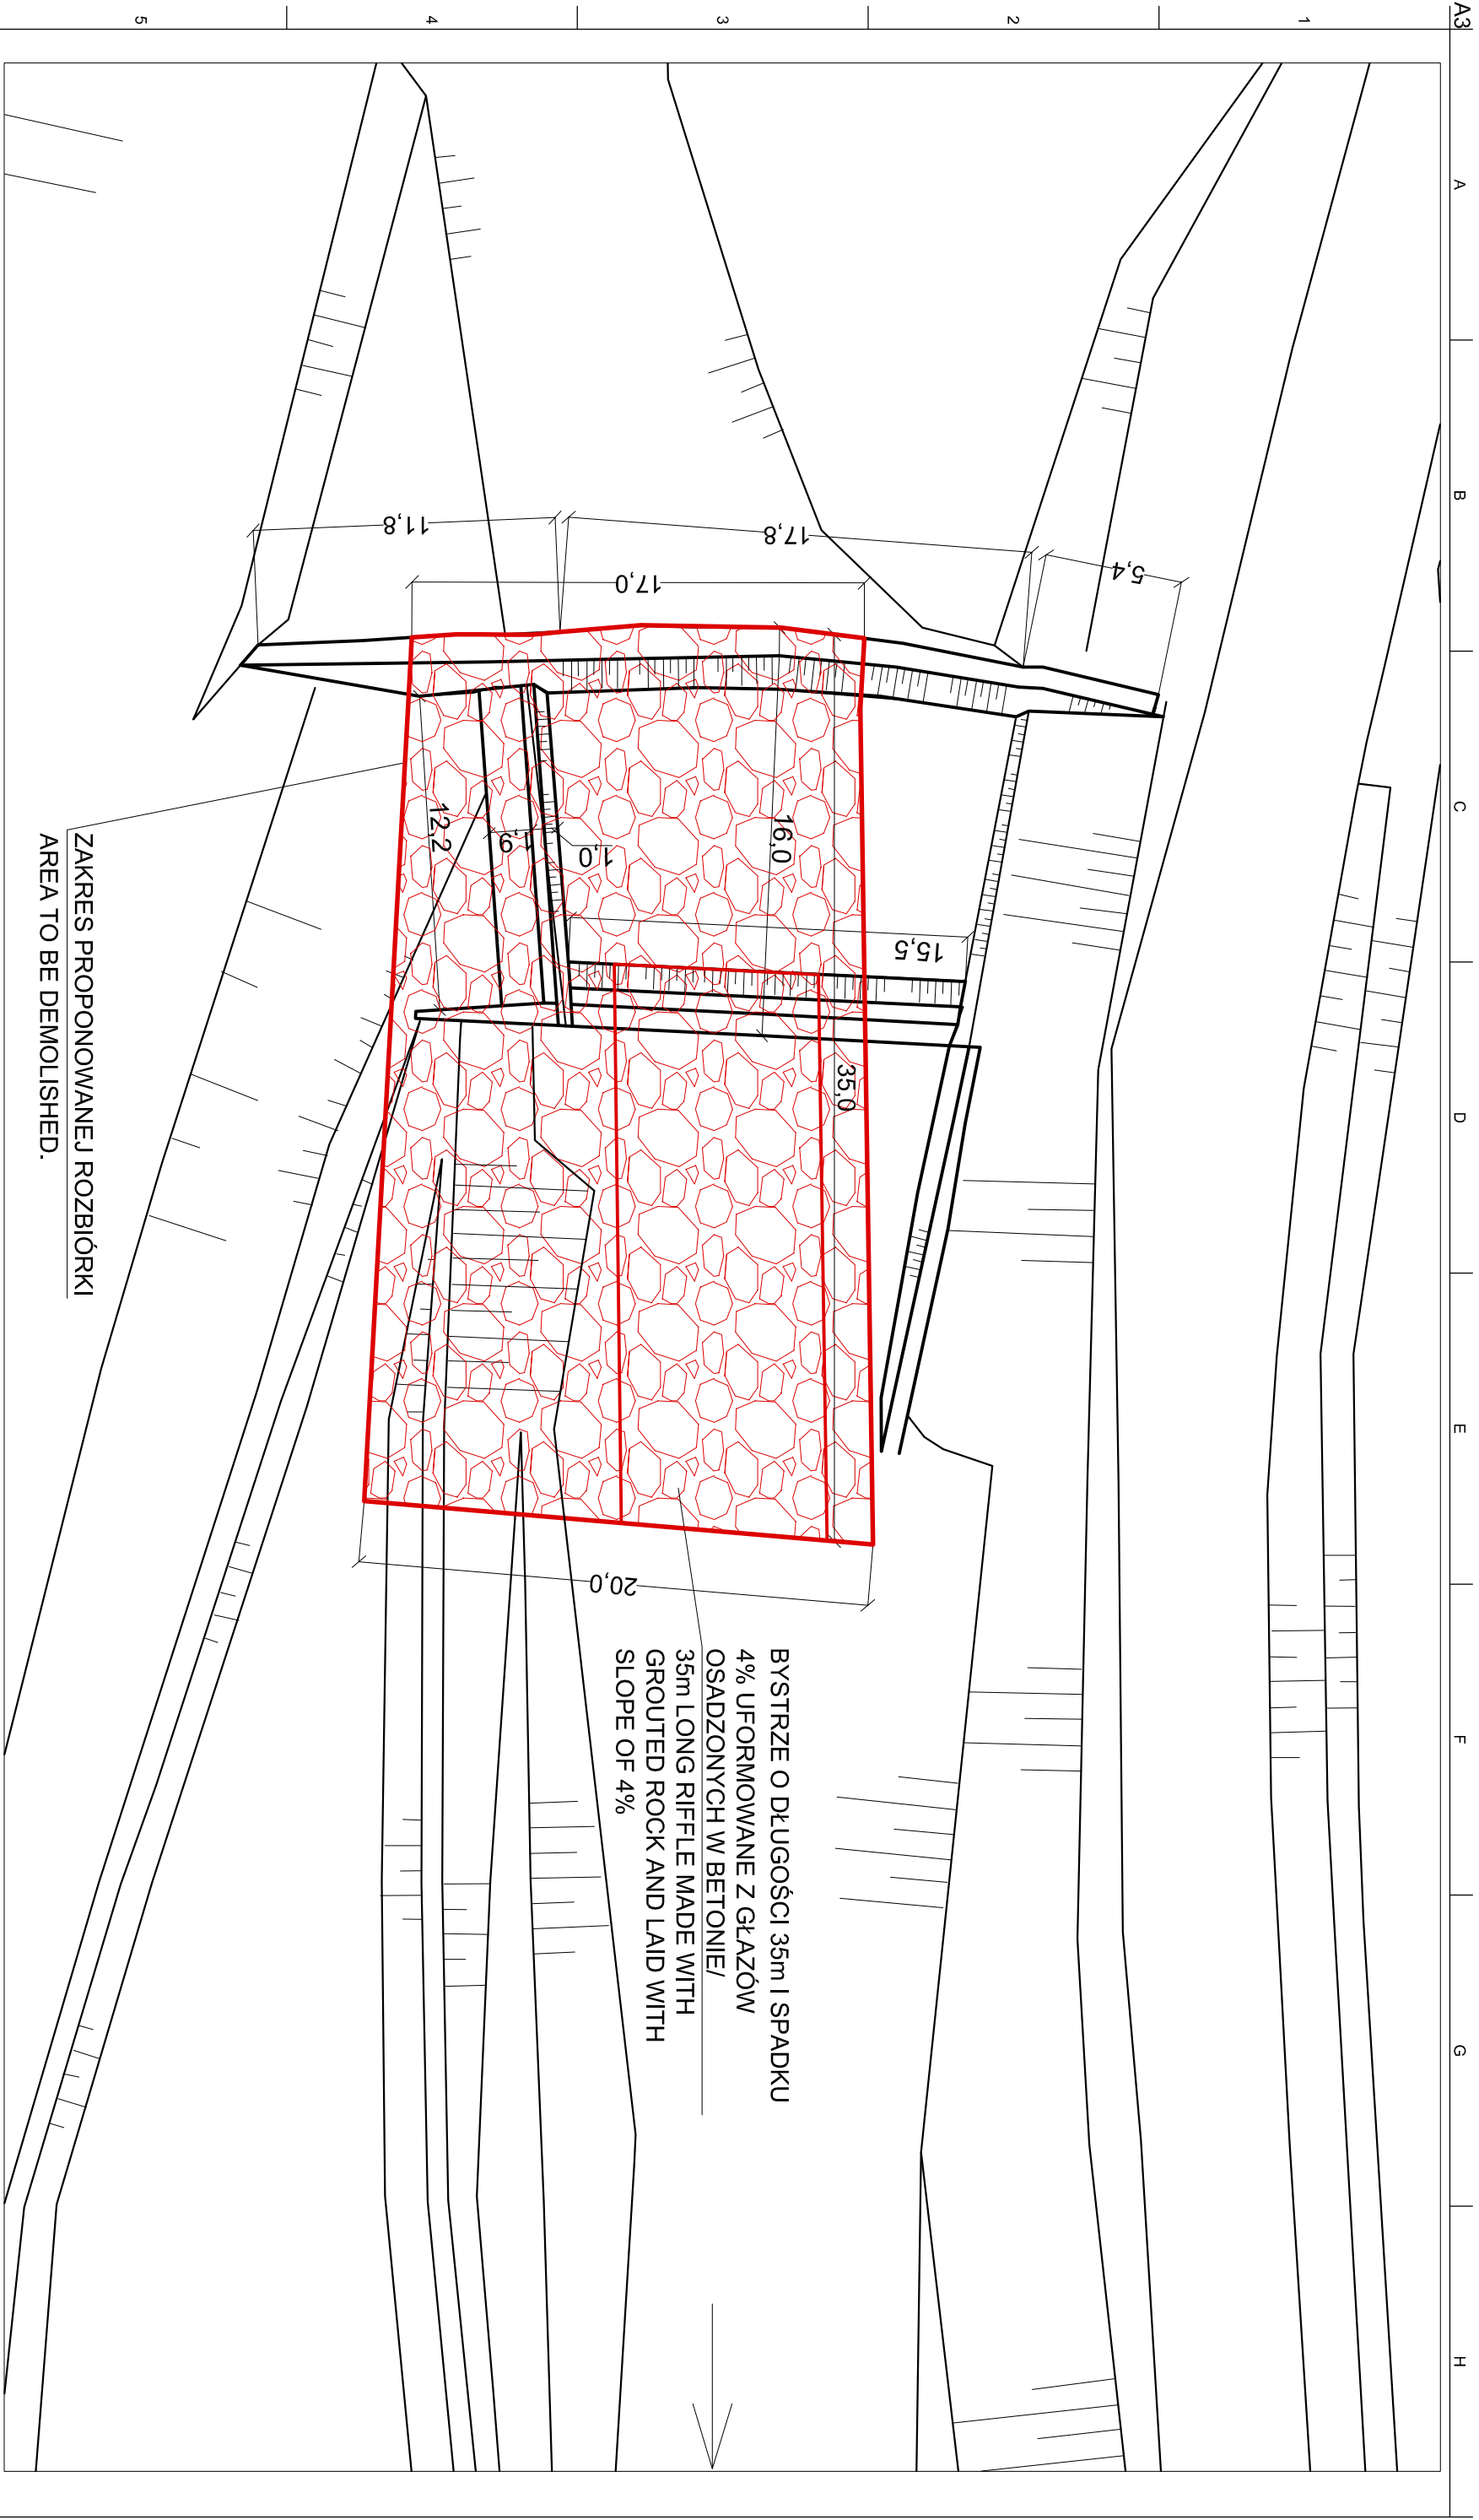 A3
1
2
3
4
5
A
B
C
D
E
F
G
H
11,8
17,8
5,4
17,0
12,2
1,9
1,0
16,0
15,5
35,0
20,0
BYSTRZE O DŁUGOŚCI 35m I SPADKU
4% UFORMOWANE Z GŁAZÓW
OSADZONYCH W BETONIE/
35m LONG RIFFLE MADE WITH
GROUTED ROCK AND LAID WITH
SLOPE OF 4%
ZAKRES PROPONOWANEJ ROZBIÓRKI
AREA TO BE DEMOLISHED.